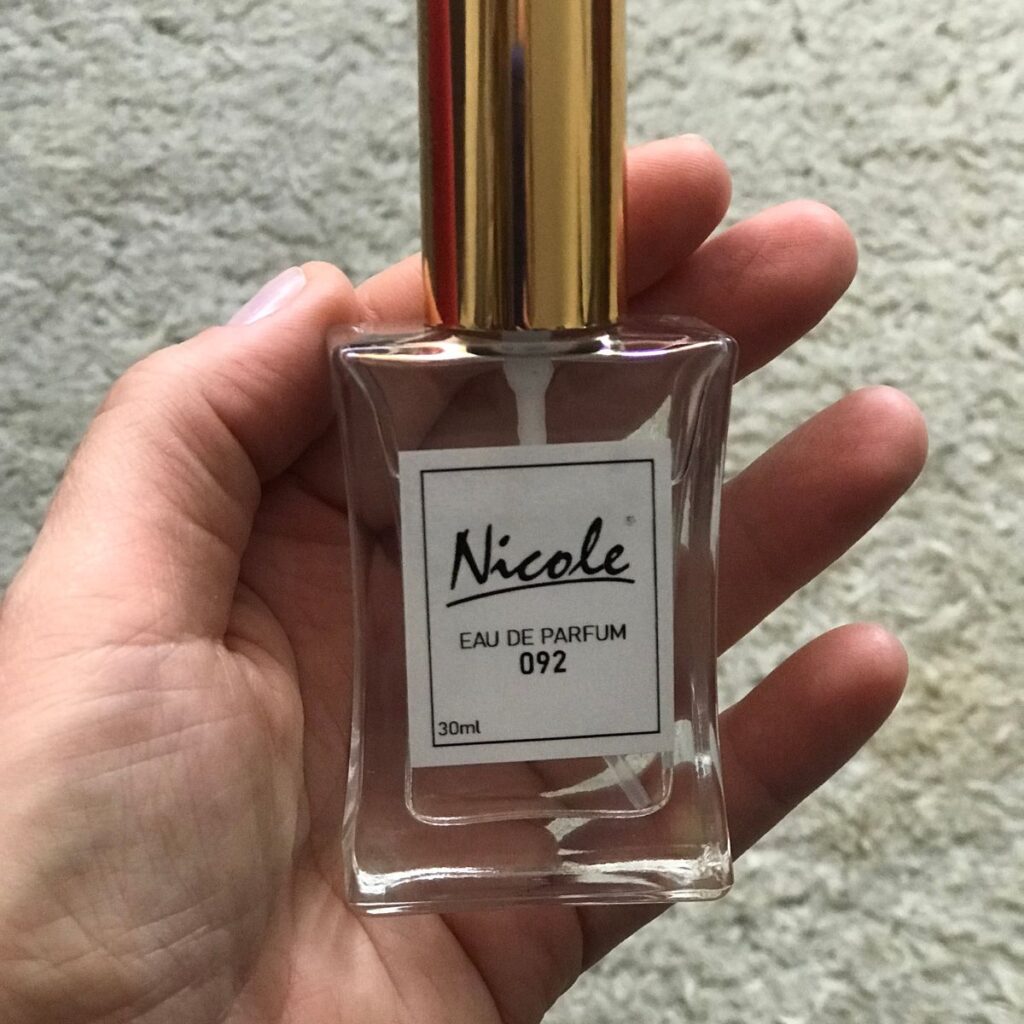 Nicole®
EAU DE PARFUM
092
30ml